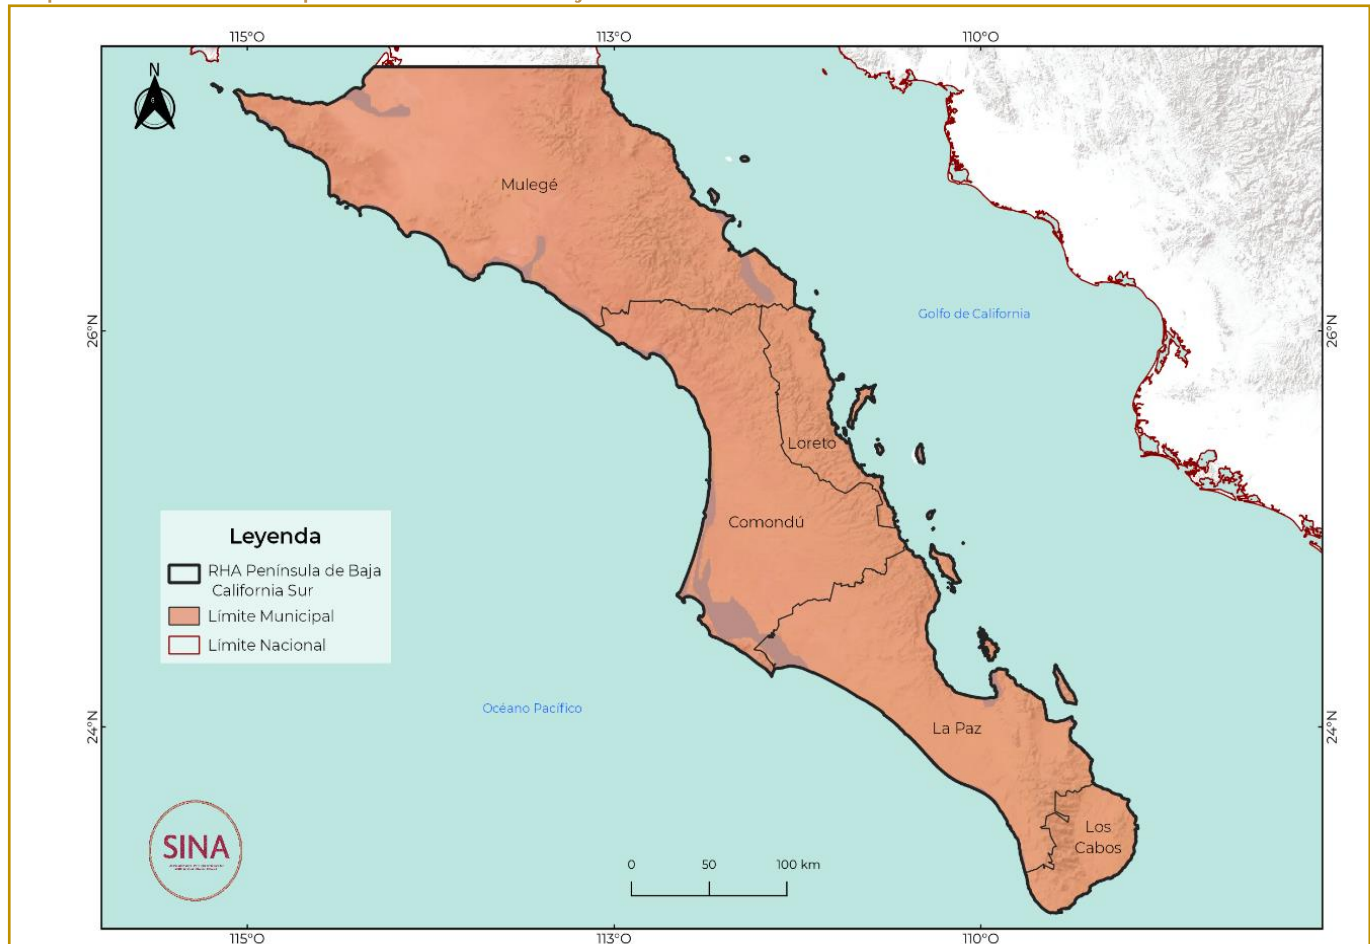 115°O 113°O 110°O
N
Mulegé
26°N
Golfo de California
Loreto
Comondú
Leyenda
RHA Península de Baja
California Sur
Límite Municipal
Límite Nacional
Océano Pacífico
24°N
24°N
26°N
La Paz
Los
Cabos
SINA
0 50 100 km
115°O 113°O 110°O